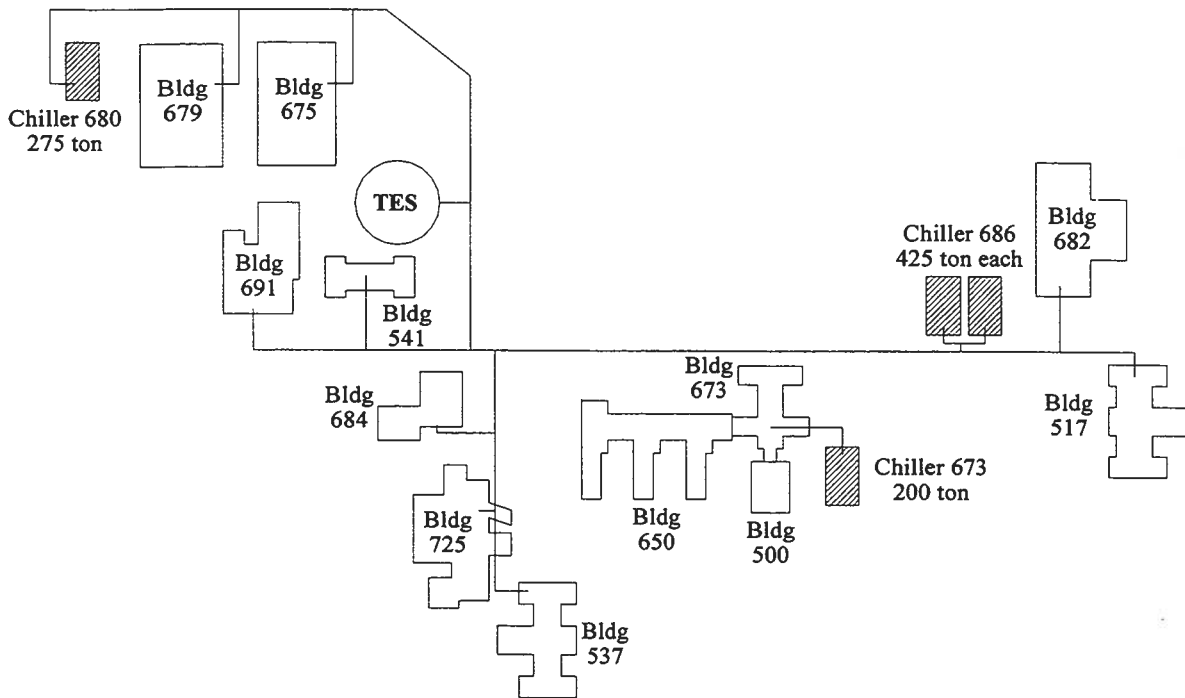 Bldg
679
Bldg
675
Chiller 680
275 ton
TES
Bldg
691
Bldg
541
Chiller 686
425 ton each
Bldg
682
Bldg
684
Bldg
673
Bldg
517
Chiller 673
200 ton
Bldg
725
Bldg
650
Bldg
500
Bldg
537